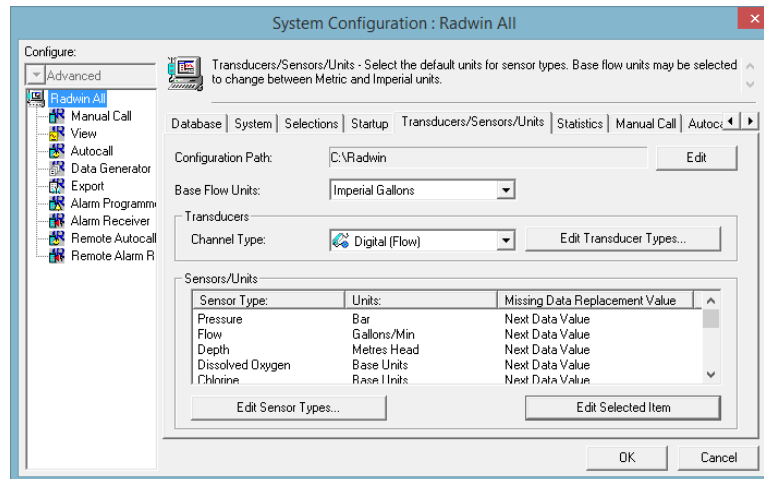 System Configuration : Radwin All
Configure:
Advanced
Radwin All
Manual Call
View
Autocall
Data Generator
Export
Alarm Programm
Alarm Receiver
Remote Autocall
Remote Alarm R
Transducers/Sensors/Units - Select the default units for sensor types. Base flow units may be selected
to change between Metric and Imperial units.
Database System Selections Startup Transducers/Sensors/Units Statistics Manual Call Autoca
Configuration Path: C:\Radwin Edit
Base Flow Units: Imperial Gallons
Transducers
Channel Type: Digital (Flow) Edit Transducer Types...
Sensors/Units
Sensor Type: Units: Missing Data Replacement Value
Pressure Bar Next Data Value
Flow Gallons/Min Next Data Value
Depth Metres Head Next Data Value
Dissolved Oxygen Base Units Next Data Value
Chlorine Base Units Next Data Value
Edit Sensor Types... Edit Selected Item
OK Cancel